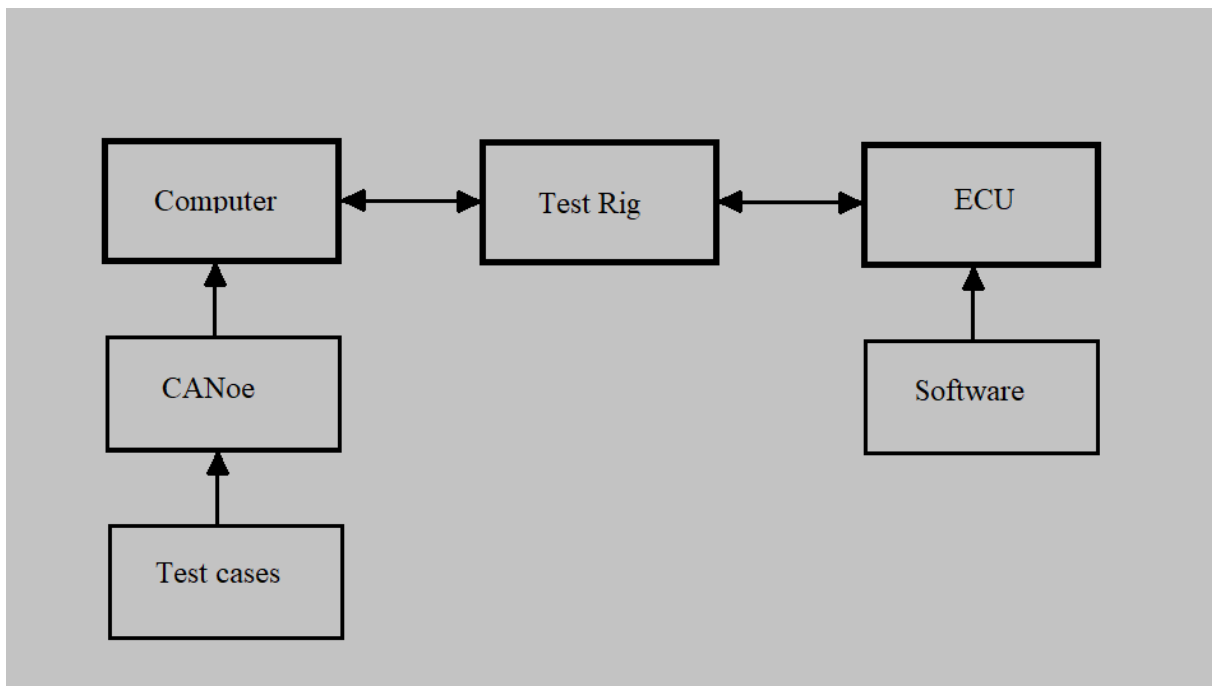 Computer
Test Rig
ECU
CANoe
Software
Test cases